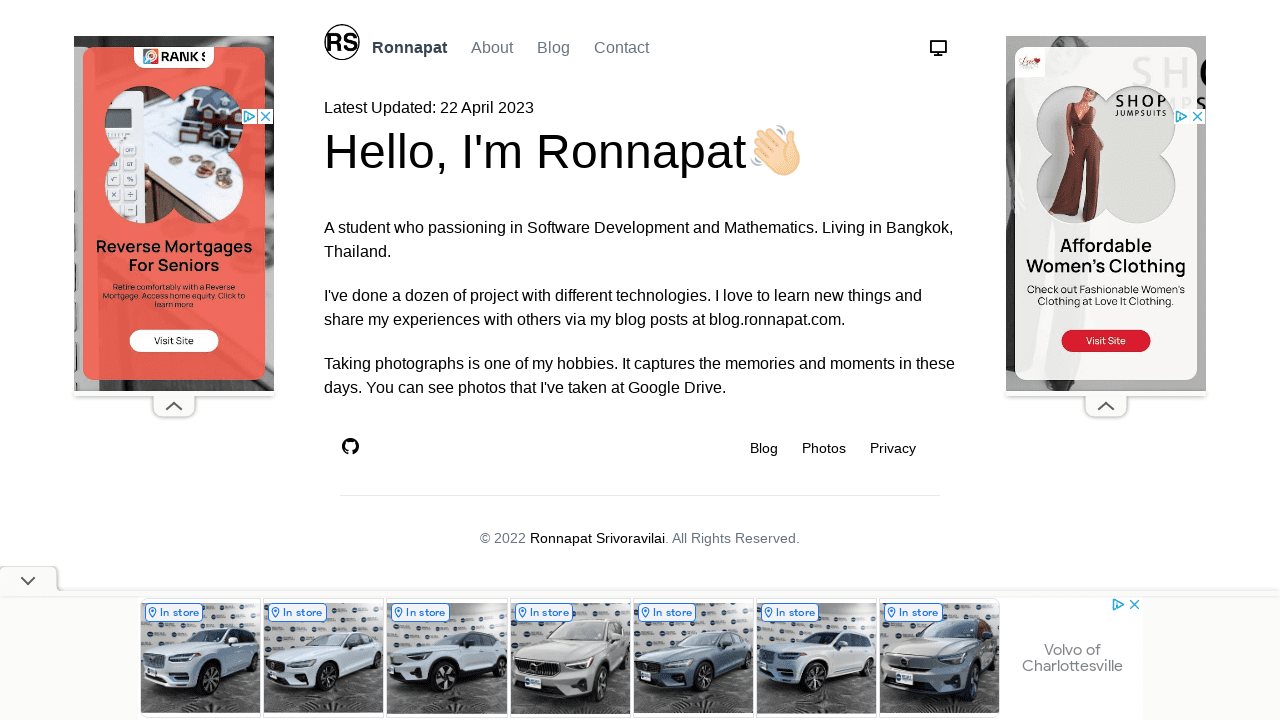 RS
Ronnapat
About
Blog
Contact
Latest Updated: 22 April 2023
Hello, I'm Ronnapat👋🏻
A student who passioning in Software Development and Mathematics. Living in Bangkok,
Thailand.
I've done a dozen of project with different technologies. I love to learn new things and
share my experiences with others via my blog posts at blog.ronnapat.com.
Taking photographs is one of my hobbies. It captures the memories and moments in these
days. You can see photos that I've taken at Google Drive.
Blog
Photos
Privacy
© 2022 Ronnapat Srivoravilai. All Rights Reserved.
RANK S
Reverse Mortgages
For Seniors
Retire comfortably with a Reverse
Mortgage. Access home equity. Click to
learn more
Visit Site
SHOP
JUMPSUITS
Affordable
Women's Clothing
Check out Fashionable Women's
Clothing at Love It Clothing.
Visit Site
In store
In store
In store
In store
In store
In store
In store
Volvo of
Charlottesville